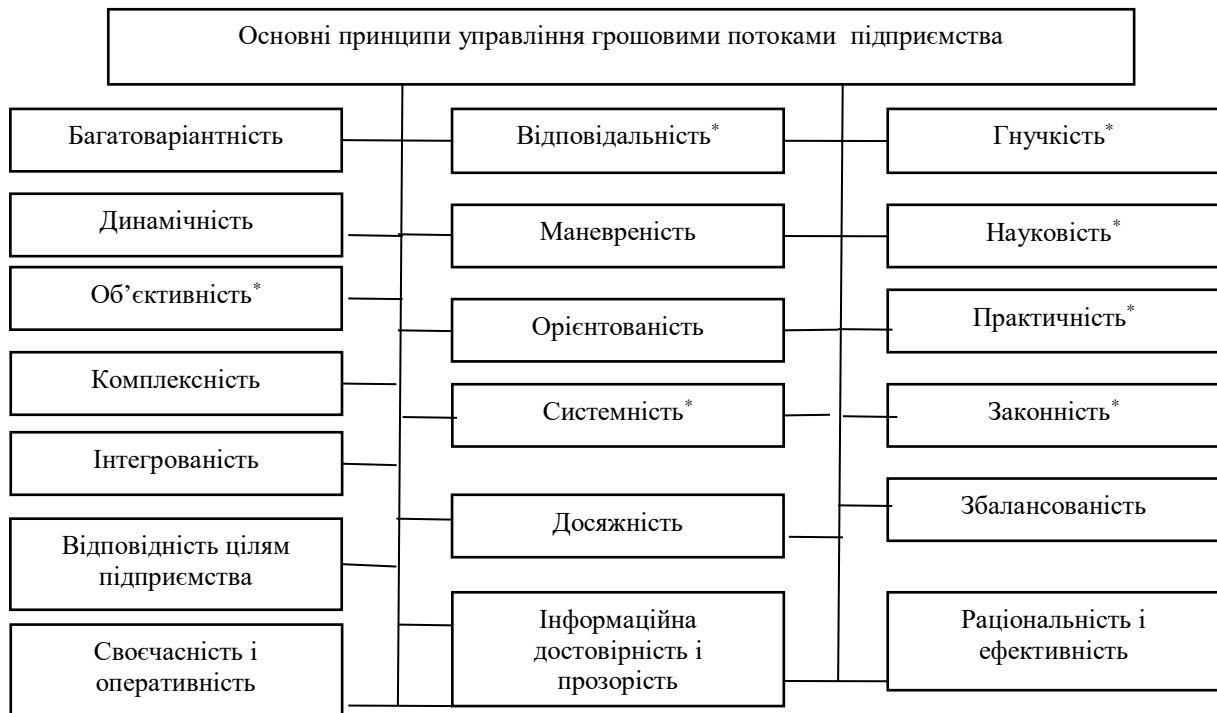 Основні принципи управління грошовими потоками підприємства
Багатоваріантність
Відповідальність*
Гнучкість*
Динамічність
Маневреність
Науковість*
Об’єктивність*
Орієнтованість
Практичність*
Комплексність
Системність*
Законність*
Інтегрованість
Досяжність
Збалансованість
Відповідність цілям
підприємства
Своєчасність і
оперативність
Інформаційна
достовірність і
прозорість
Раціональність і
ефективність